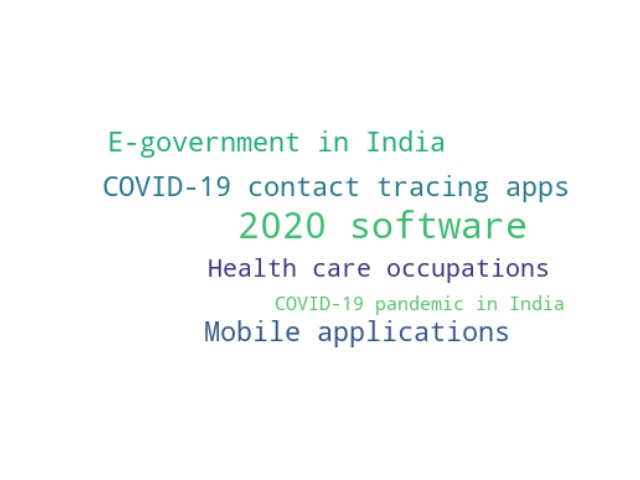 E-government in India
COVID-19 contact tracing apps
2020 software
Health care occupations
COVID-19 pandemic in India
Mobile applications